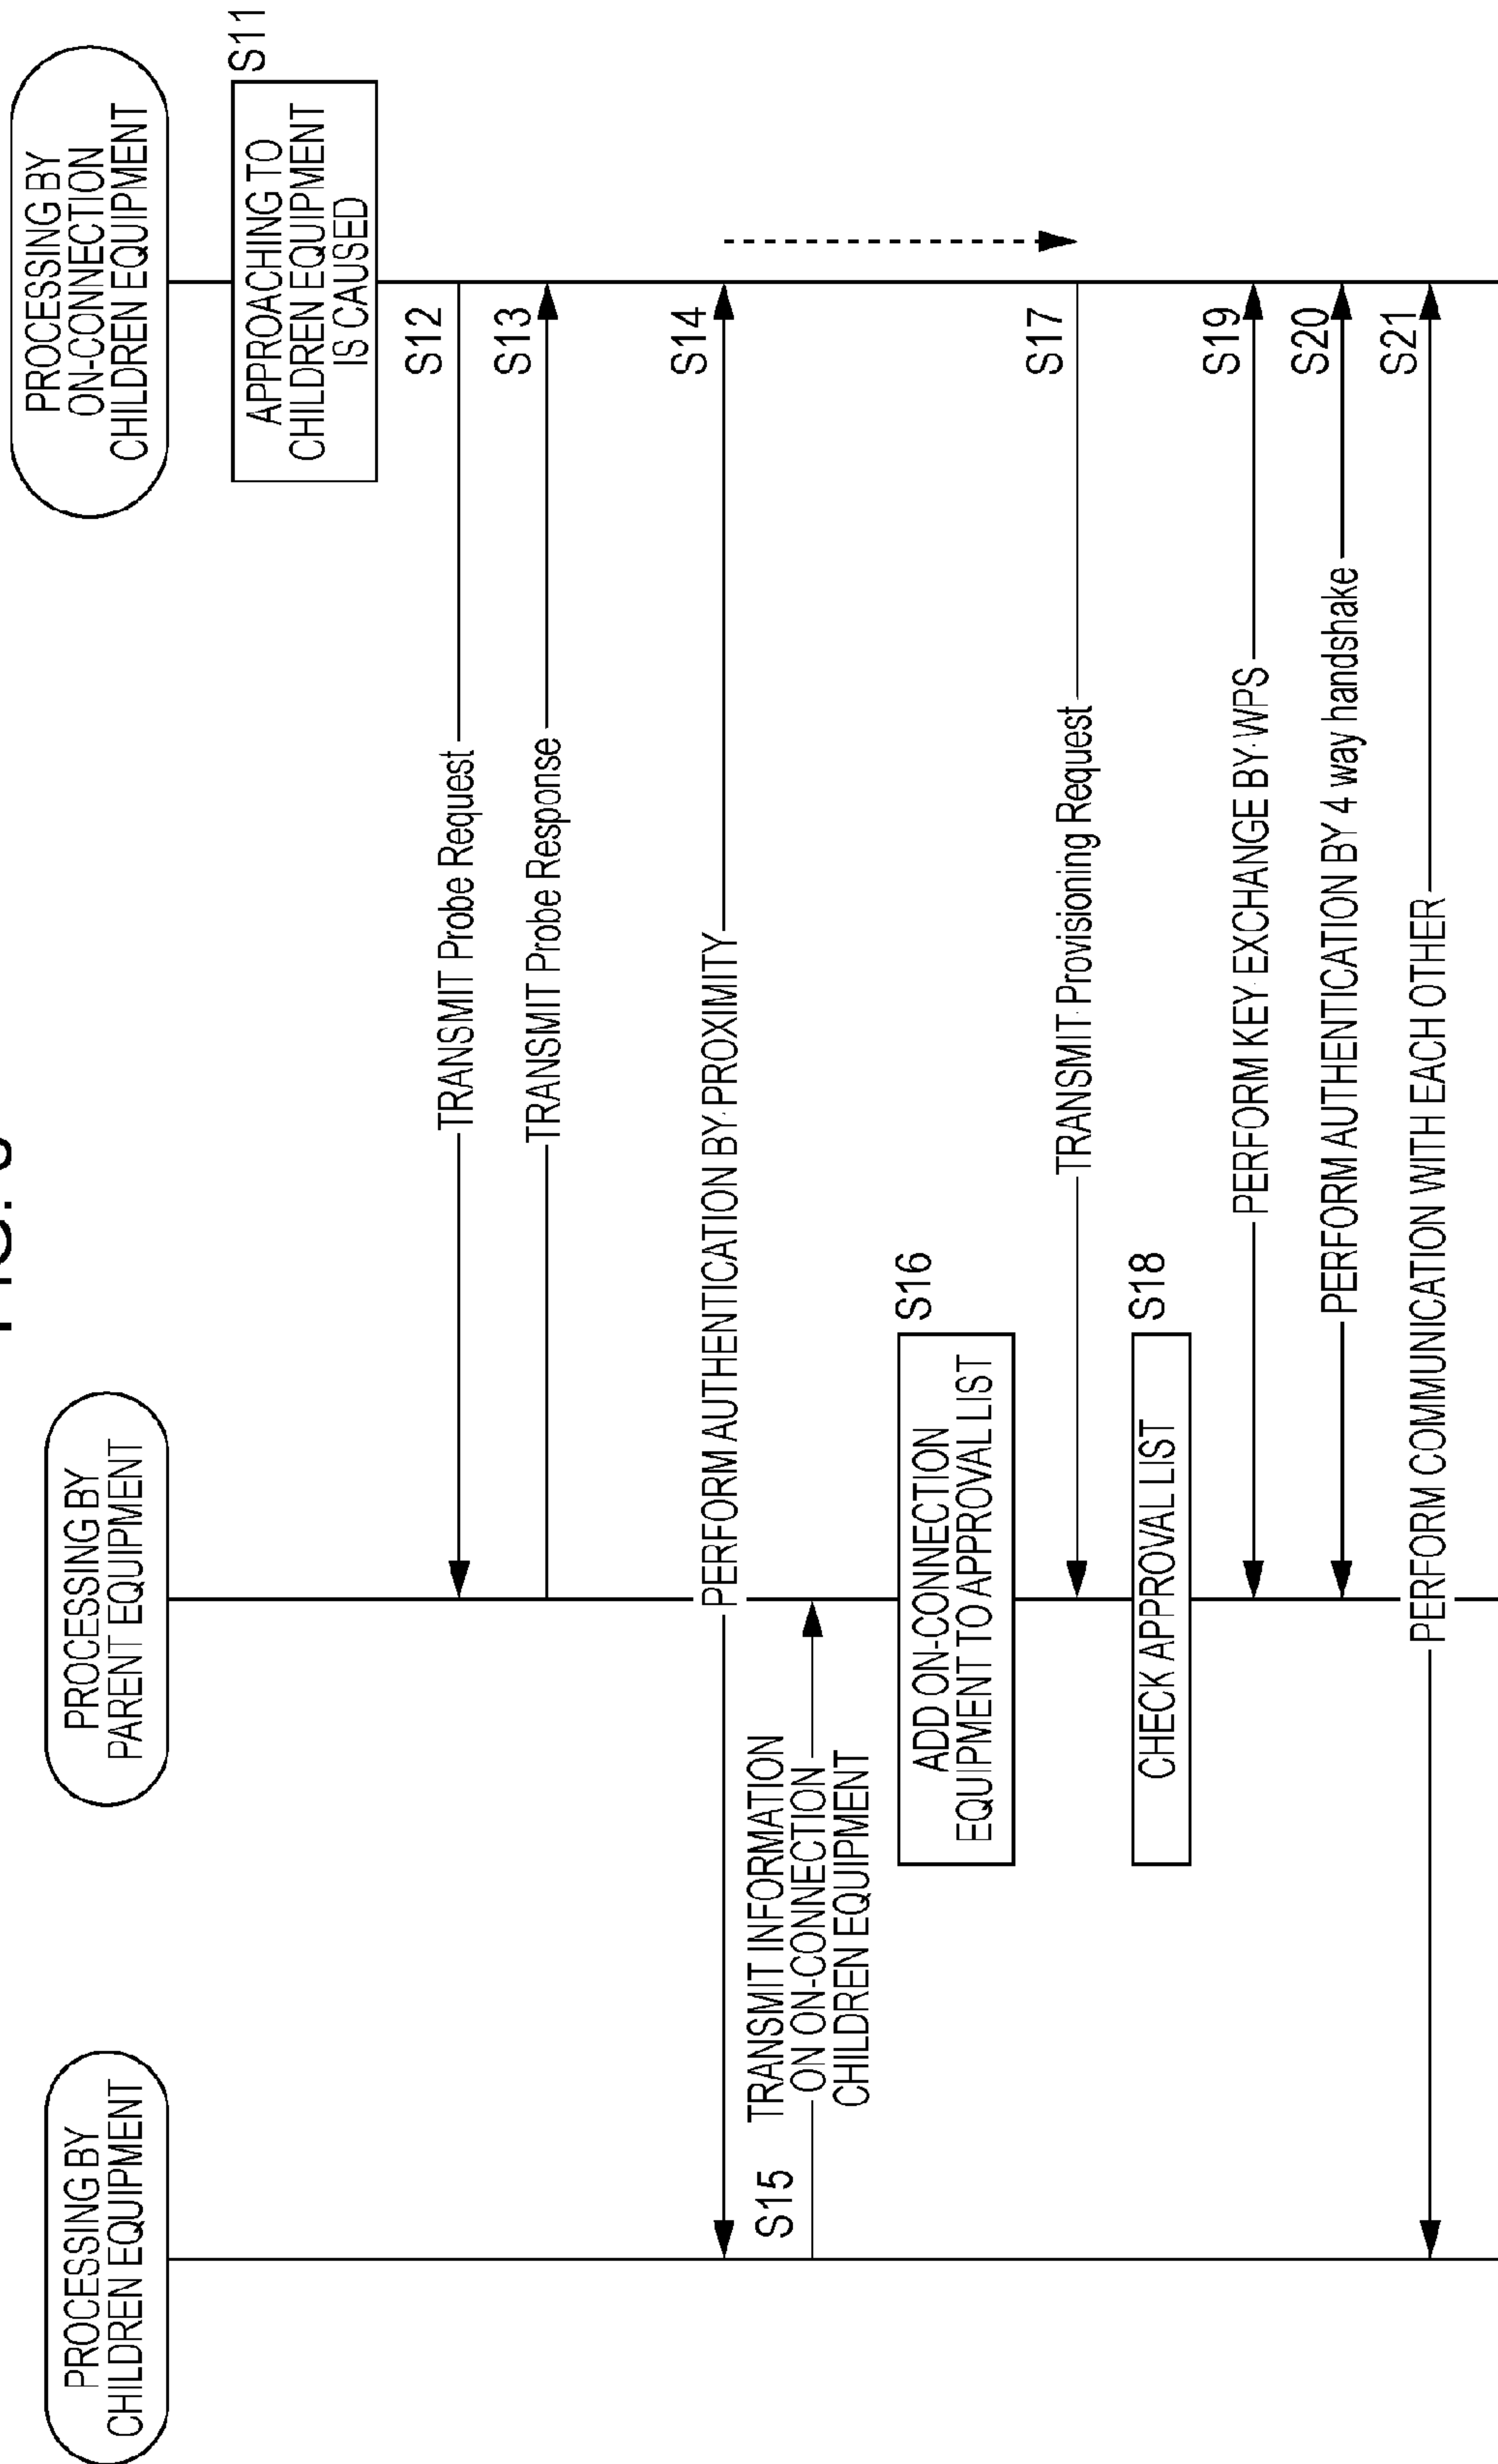 PROCESSING BY
CHILDREN EQUIPMENT
PROCESSING BY
PARENT EQUIPMENT
PROCESSING BY
ON-CONNECTION
CHILDREN EQUIPMENT
APPROACHING TO
CHILDREN EQUIPMENT
IS CAUSED
S11
TRANSMIT Probe Request
S12
TRANSMIT Probe Response
S13
PERFORM AUTHENTICATION BY PROXIMITY
S14
S15
TRANSMIT INFORMATION
ON ON-CONNECTION
CHILDREN EQUIPMENT
ADD ON-CONNECTION
EQUIPMENT TO APPROVAL LIST
S16
TRANSMIT Provisioning Request
S17
CHECK APPROVAL LIST
S18
PERFORM KEY EXCHANGE BY WPS
S19
PERFORM AUTHENTICATION BY 4 way handshake
S20
PERFORM COMMUNICATION WITH EACH OTHER
S21